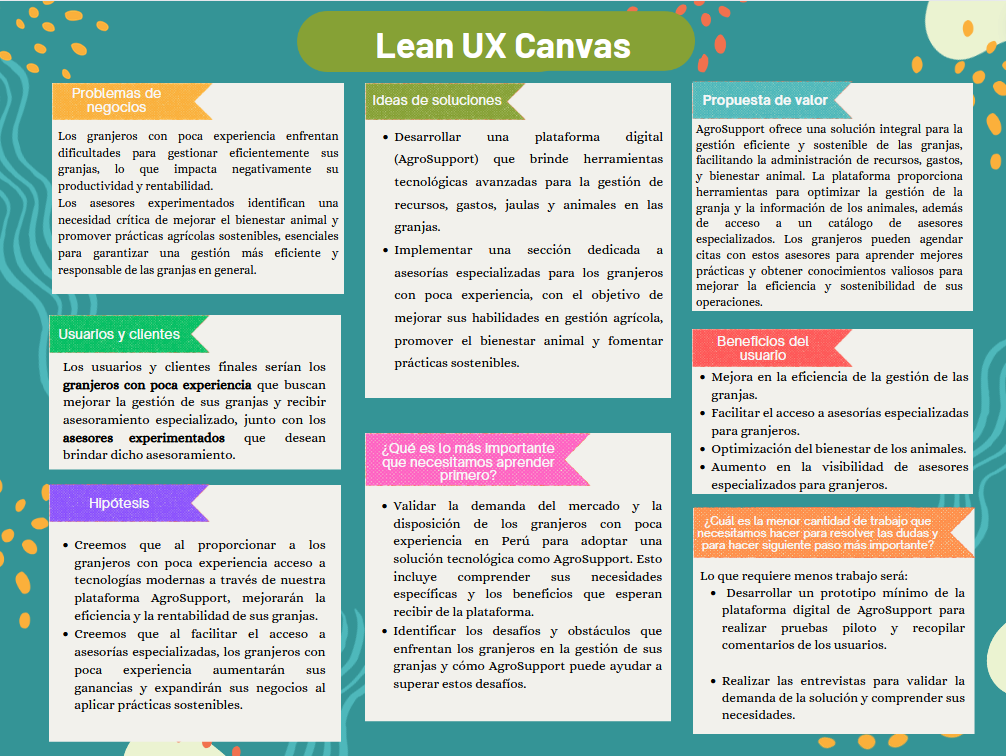 Lean UX Canvas
Problemas de
negocios
Los granjeros con poca experiencia enfrentan
dificultades para gestionar eficientemente sus
granjas, lo que impacta negativamente su
productividad y rentabilidad.
Los asesores experimentados identifican una
necesidad crítica de mejorar el bienestar animal y
promover prácticas agrícolas sostenibles, esenciales
para garantizar una gestión más eficiente y
responsable de las granjas en general.
Usuarios y clientes
Los usuarios y clientes finales serían los
granjeros con poca experiencia que buscan
mejorar la gestión de sus granjas y recibir
asesoramiento especializado, junto con los
asesores experimentados que desean
brindar dicho asesoramiento.
Hipótesis
• Creemos que al proporcionar a los
granjeros con poca experiencia acceso a
tecnologías modernas a través de nuestra
plataforma AgroSupport, mejorarán la
eficiencia y la rentabilidad de sus granjas.
• Creemos que al facilitar el acceso a
asesorías especializadas, los granjeros con
poca experiencia aumentarán sus
ganancias y expandirán sus negocios al
aplicar prácticas sostenibles.
Ideas de soluciones
• Desarrollar una plataforma digital
(AgroSupport) que brinde herramientas
tecnológicas avanzadas para la gestión de
recursos, gastos, jaulas y animales en las
granjas.
• Implementar una sección dedicada a
asesorías especializadas para los granjeros
con poca experiencia, con el objetivo de
mejorar sus habilidades en gestión agrícola,
promover el bienestar animal y fomentar
prácticas sostenibles.
¿Qué es lo más importante
que necesitamos aprender
primero?
• Validar la demanda del mercado y la
disposición de los granjeros con poca
experiencia en Perú para adoptar una
solución tecnológica como AgroSupport. Esto
incluye comprender sus necesidades
específicas y los beneficios que esperan
recibir de la plataforma.
• Identificar los desafíos y obstáculos que
enfrentan los granjeros en la gestión de sus
granjas y cómo AgroSupport puede ayudar a
superar estos desafíos.
Propuesta de valor
AgroSupport ofrece una solución integral para la
gestión eficiente y sostenible de las granjas,
facilitando la administración de recursos, gastos,
y bienestar animal. La plataforma proporciona
herramientas para optimizar la gestión de la
granja y la información de los animales, además
de acceso a un catálogo de asesores
especializados. Los granjeros pueden agendar
citas con estos asesores para aprender mejores
prácticas y obtener conocimientos valiosos para
mejorar la eficiencia y sostenibilidad de sus
operaciones.
Beneficios del
usuario
• Mejora en la eficiencia de la gestión de las
granjas.
• Facilitar el acceso a asesorías especializadas
para granjeros.
• Optimización del bienestar de los animales.
• Aumento en la visibilidad de asesores
especializados para granjeros.
¿Cuál es la menor cantidad de trabajo que
necesitamos hacer para resolver las dudas y
para hacer siguiente paso más importante?
Lo que requiere menos trabajo será:
• Desarrollar un prototipo mínimo de la
plataforma digital de AgroSupport para
realizar pruebas piloto y recopilar
comentarios de los usuarios.
• Realizar las entrevistas para validar la
demanda de la solución y comprender sus
necesidades.